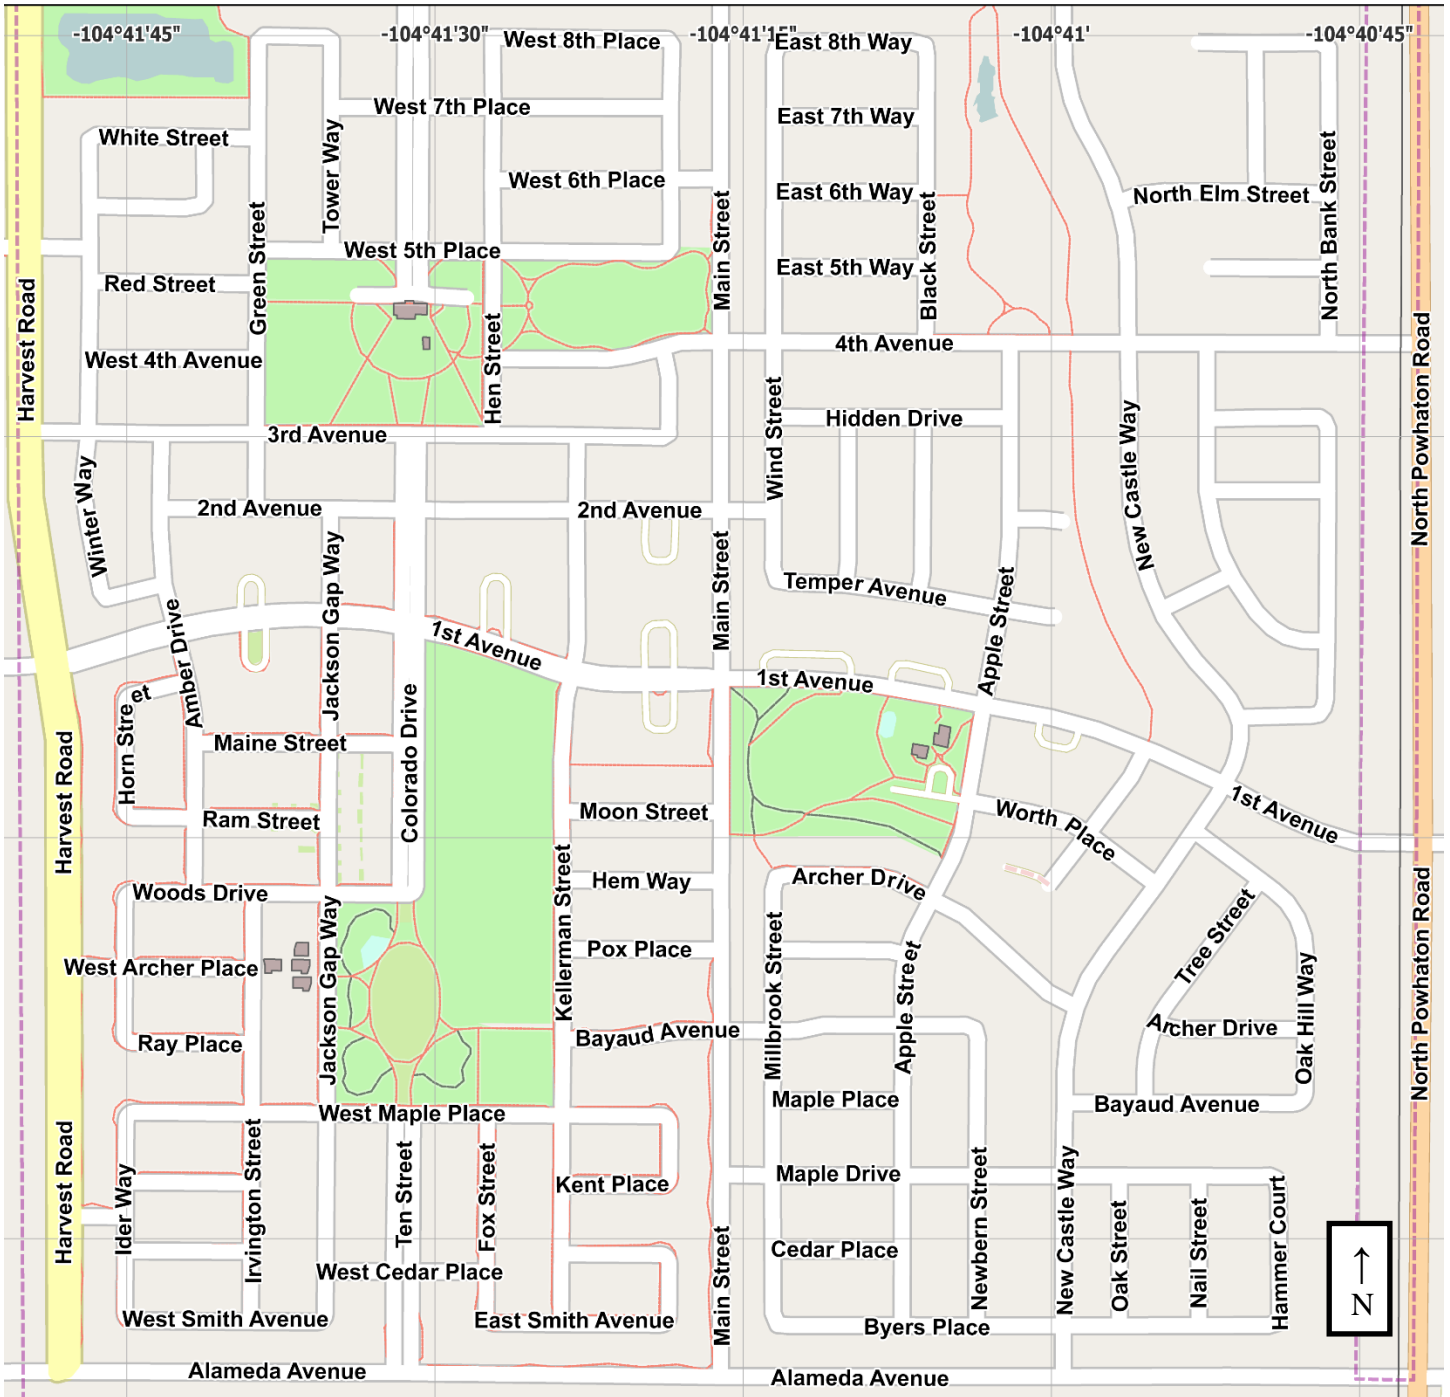 -104°41'45"
-104°41'30"
-104°41'15"
-104°41'
-104°40'45"
West 8th Place
East 8th Way
West 7th Place
East 7th Way
White Street
Tower Way
West 6th Place
East 6th Way
North Elm Street
North Bank Street
Green Street
Main Street
Black Street
West 5th Place
East 5th Way
Red Street
Harvest Road
Hen Street
4th Avenue
West 4th Avenue
North Powhaton Road
3rd Avenue
Hidden Drive
Wind Street
New Castle Way
Winter Way
2nd Avenue
2nd Avenue
Jackson Gap Way
Main Street
Temper Avenue
Apple Street
1st Avenue
Amber Drive
1st Avenue
Horn Street
Colorado Drive
Maine Street
Harvest Road
Ram Street
Moon Street
Worth Place
1st Avenue
Woods Drive
Hem Way
Archer Drive
Kellerman Street
North Powhaton Road
Tree Street
West Archer Place
Jackson Gap Way
Pox Place
Millbrook Street
Apple Street
Oak Hill Way
Ray Place
Bayaud Avenue
Archer Drive
West Maple Place
Maple Place
Bayaud Avenue
Harvest Road
Ider Way
Irvington Street
Ten Street
Fox Street
Kent Place
Maple Drive
Newbern Street
New Castle Way
Oak Street
Nail Street
Hammer Court
Main Street
West Cedar Place
Cedar Place
West Smith Avenue
East Smith Avenue
Byers Place
Alameda Avenue
Alameda Avenue
N